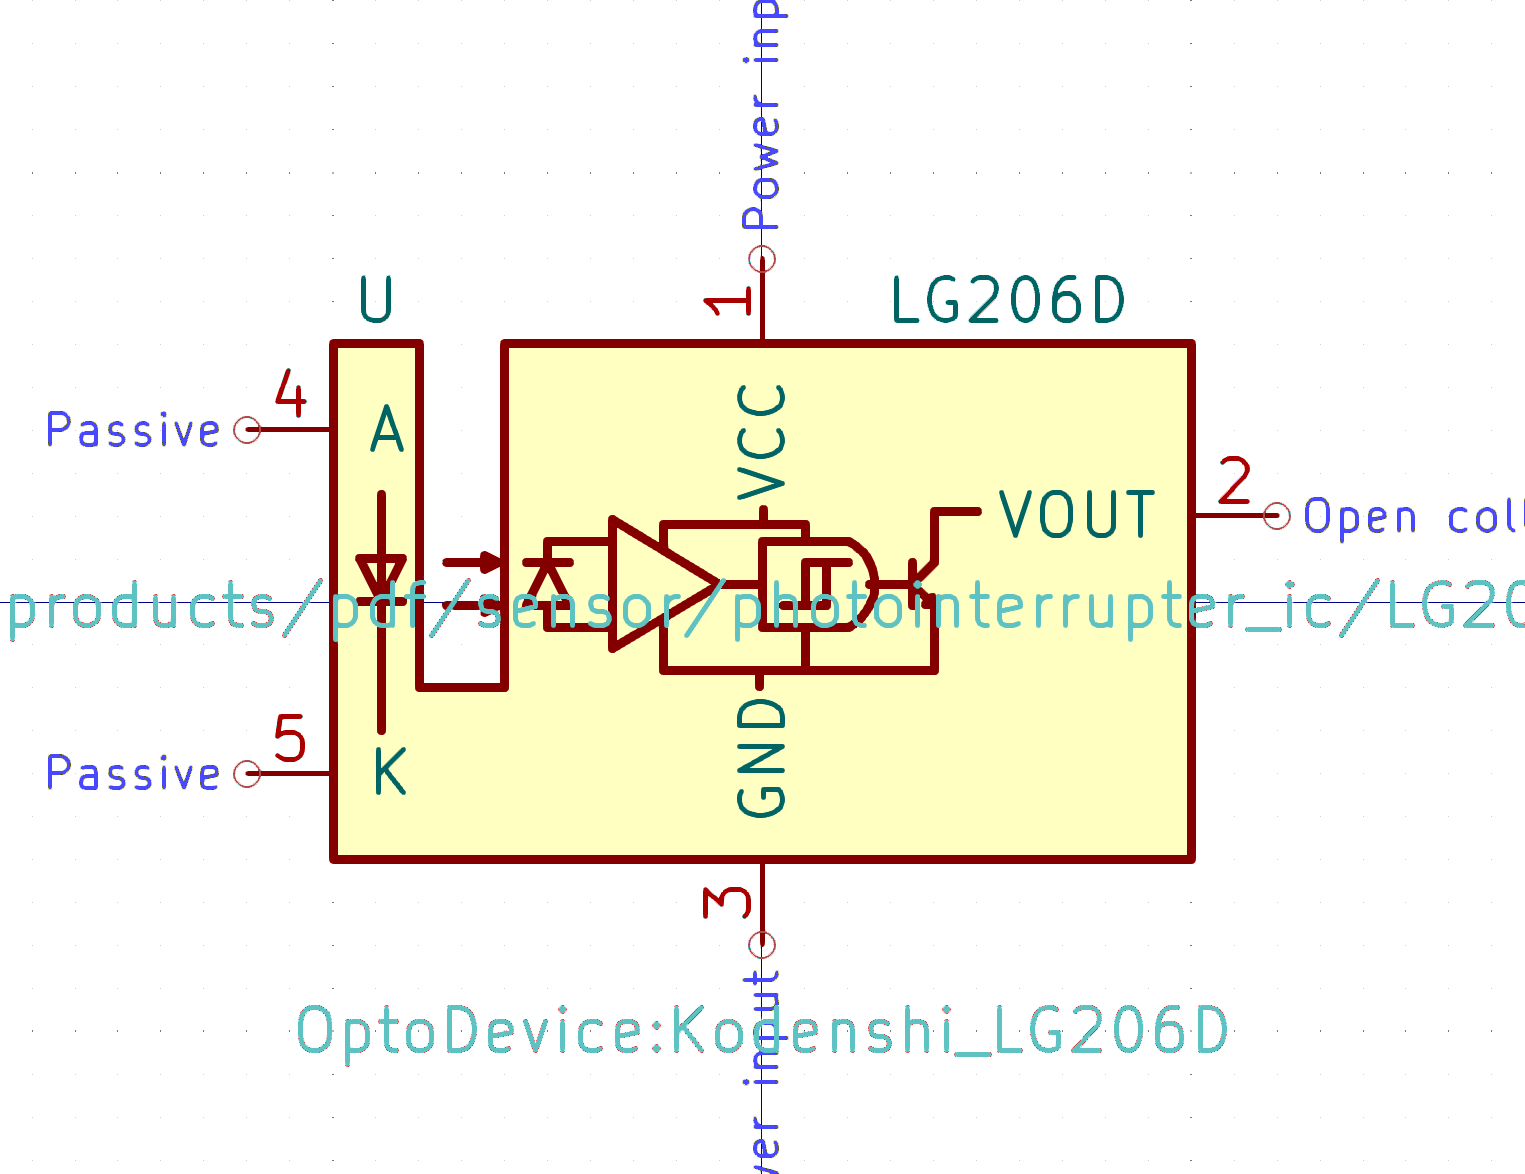 Power inp
U
LG206D
1
4
Passive
A
VCC
2
VOUT
Open coll
products/pdf/sensor/photointerrupter_ic/LG20
5
Passive
K
GND
3
wer input
OptoDevice:Kodenshi_LG206D